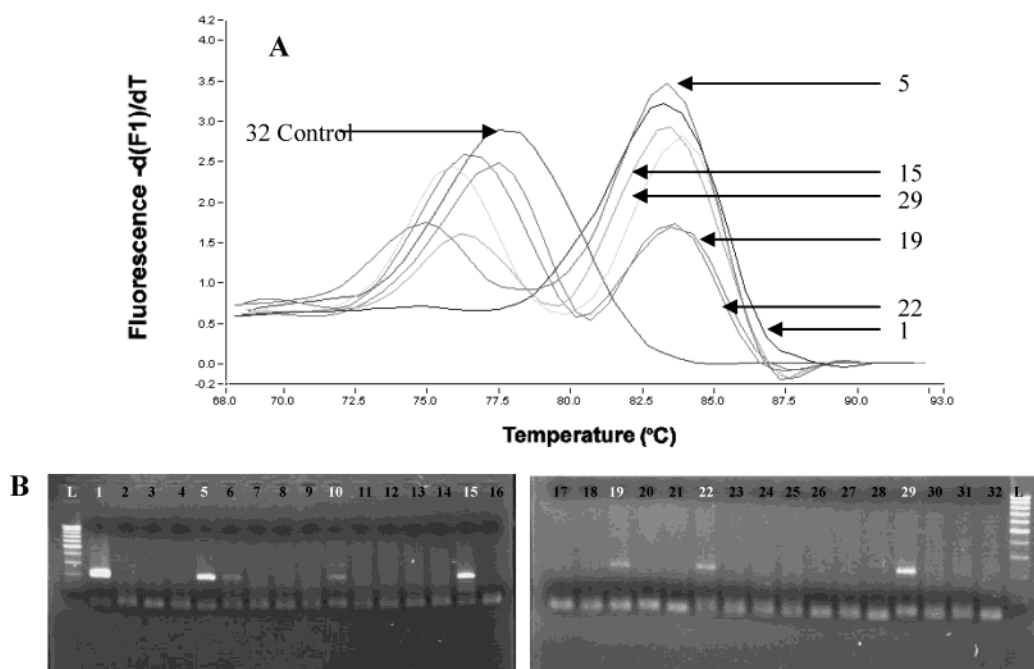 A
Fluorescence -d(F1)/dT
4.2
4.0
3.5
3.0
2.5
2.0
1.5
1.0
0.5
0.0
-0.2
32 Control
5
15
29
19
22
1
68.0 70.0 72.5 75.0 77.5 80.0 82.5 85.0 87.5 90.0 93.0
Temperature (°C)
B
L 1 2 3 4 5 6 7 8 9 10 11 12 13 14 15 16
17 18 19 20 21 22 23 24 25 26 27 28 29 30 31 32 L